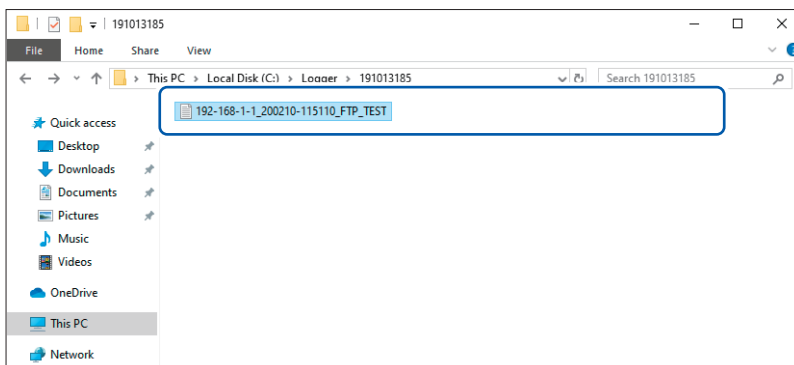 191013185
File Home Share View
This PC > Local Disk (C:) > Logger > 191013185
Search 191013185
192-168-1-1_200210-115110_FTP_TEST
Quick access
Desktop
Downloads
Documents
Pictures
Music
Videos
OneDrive
This PC
Network